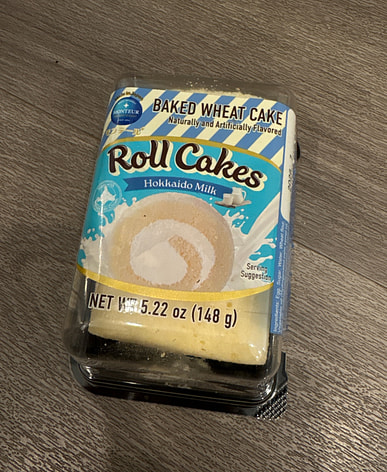 MONTEUR
BAKED WHEAT CAKE
Naturally and Artificially Flavored
Roll Cakes
Hokkaido Milk
Serving
Suggestion
NET WT 5.22 oz (148 g)